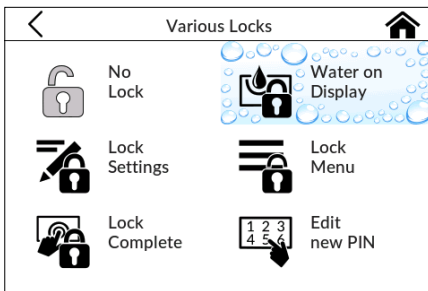 Various Locks
No
Lock
Water on
Display
Lock
Settings
Lock
Menu
Lock
Complete
1 2 3
4 5 6
Edit
new PIN